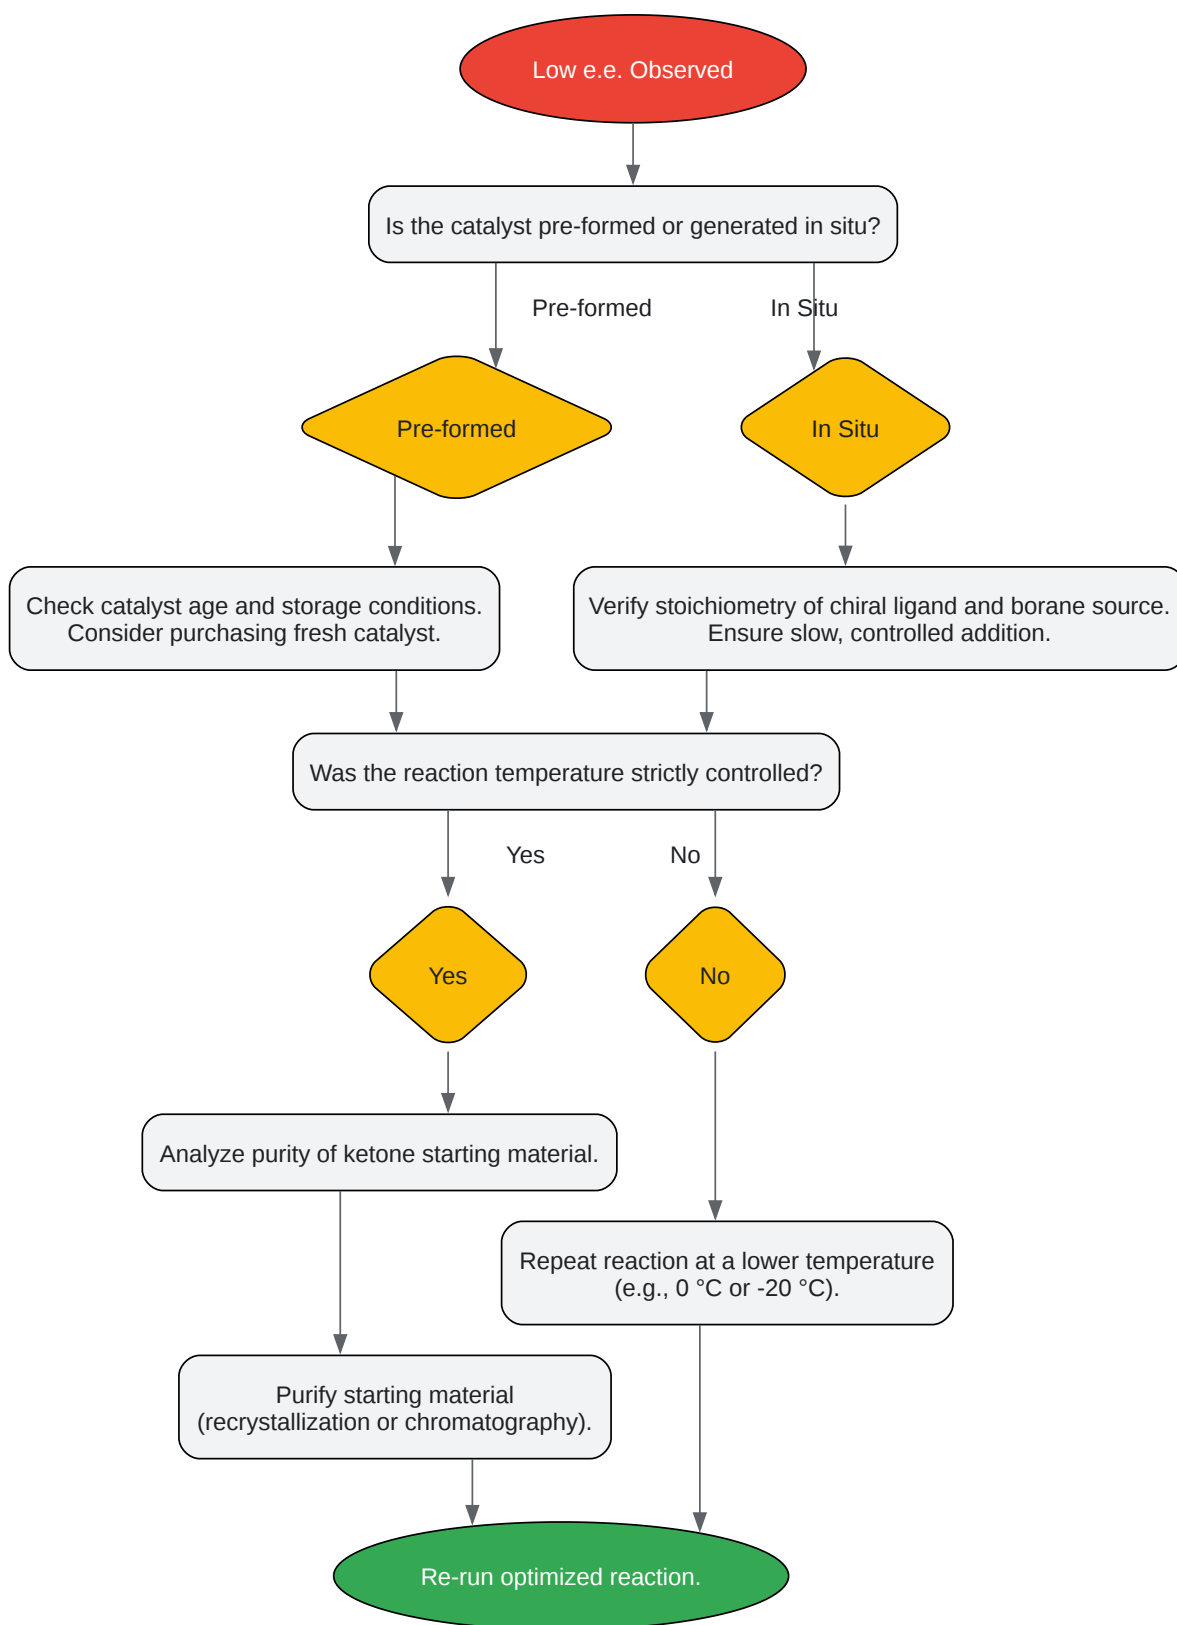 Low e.e. Observed
Is the catalyst pre-formed or generated in situ?
Pre-formed
In Situ
Pre-formed
In Situ
Check catalyst age and storage conditions.
Consider purchasing fresh catalyst.
Verify stoichiometry of chiral ligand and borane source.
Ensure slow, controlled addition.
Was the reaction temperature strictly controlled?
Yes
No
Yes
No
Analyze purity of ketone starting material.
Repeat reaction at a lower temperature
(e.g., 0 °C or -20 °C).
Purify starting material
(recrystallization or chromatography).
Re-run optimized reaction.